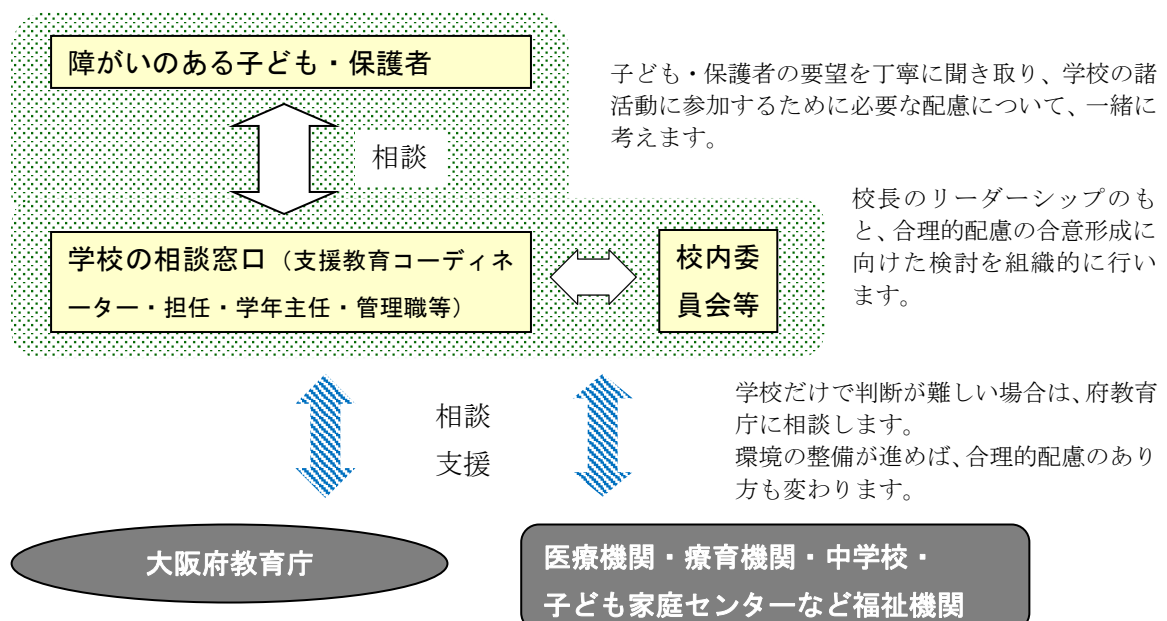 障がいのある子ども・保護者
子ども・保護者の要望を丁寧に聞き取り、学校の諸
活動に参加するために必要な配慮について、一緒に
考えます。
相談
校長のリーダーシップのも
と、合理的配慮の合意形成に
向けた検討を組織的に行い
ます。
学校の相談窓口（支援教育コーディネ
ーター・担任・学年主任・管理職等）
校内委
員会等
学校だけで判断が難しい場合は、府教育
庁に相談します。
環境の整備が進めば、合理的配慮のあり
方も変わります。
相談
支援
大阪府教育庁
医療機関・療育機関・中学校・
子ども家庭センターなど福祉機関